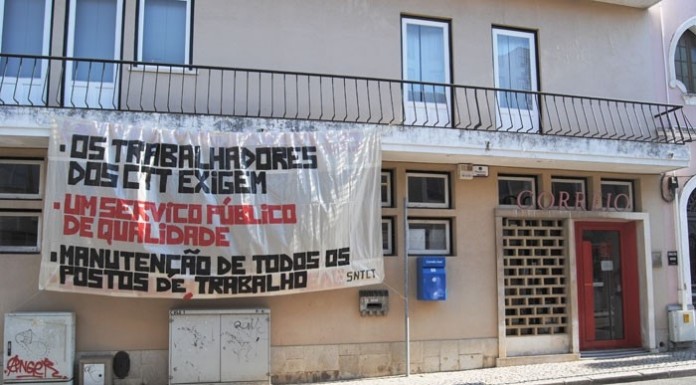 • OS TRABALHADORES
DOS CTT EXIGEM
• UM SERVIÇO PÚBLICO
DE QUALIDADE
• MANUTENÇÃO DE TODOS OS
POSTOS DE TRABALHO
SNTCT
CORREIO
ANGER